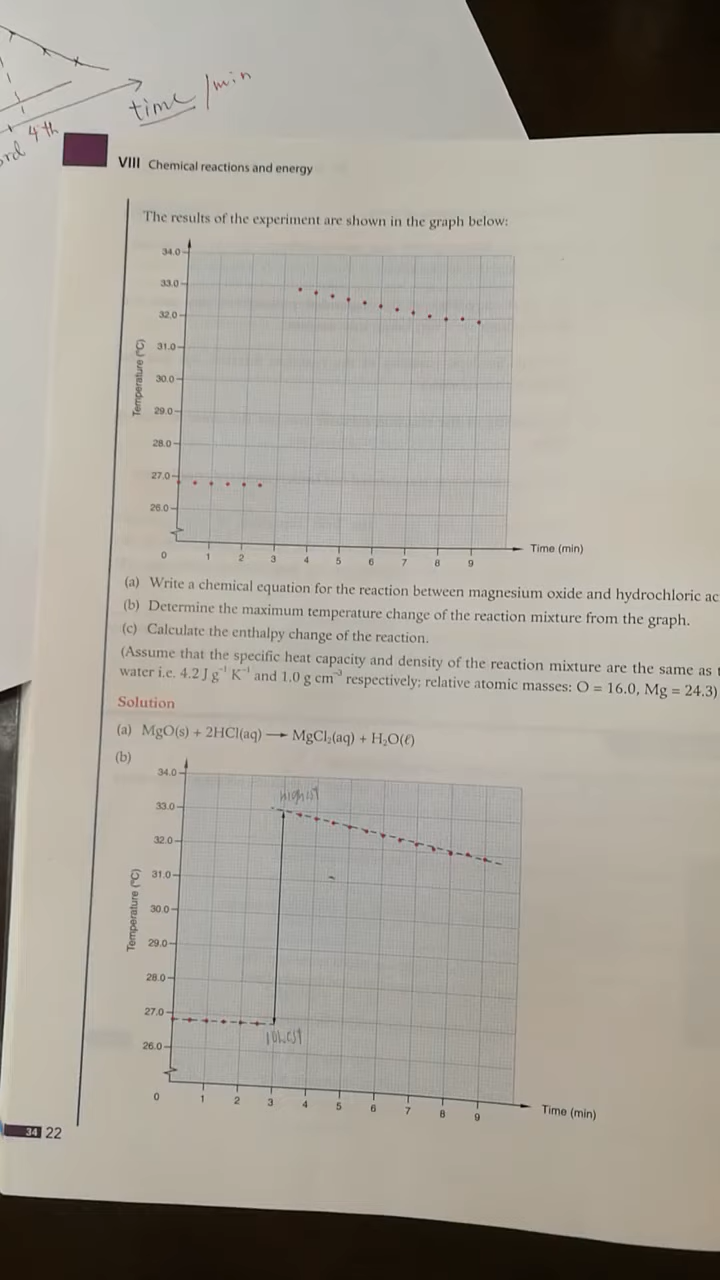 time /min
4th
VIII Chemical reactions and energy
The results of the experiment are shown in the graph below:
34.0
33.0
32.0
31.0
30.0
29.0
28.0
27.0
26.0
Temperature (°C)
0 1 2 3 4 5 6 7 8 9
Time (min)
(a) Write a chemical equation for the reaction between magnesium oxide and hydrochloric ac
(b) Determine the maximum temperature change of the reaction mixture from the graph.
(c) Calculate the enthalpy change of the reaction.
(Assume that the specific heat capacity and density of the reaction mixture are the same as
water i.e. 4.2 J g⁻¹ K⁻¹ and 1.0 g cm⁻³ respectively; relative atomic masses: O = 16.0, Mg = 24.3)
Solution
(a) MgO(s) + 2HCl(aq) ⟶ MgCl₂(aq) + H₂O(ℓ)
(b)
34.0
highest
33.0
32.0
31.0
30.0
29.0
28.0
27.0
lowest
26.0
Temperature (°C)
0 1 2 3 4 5 6 7 8 9
Time (min)
34 22